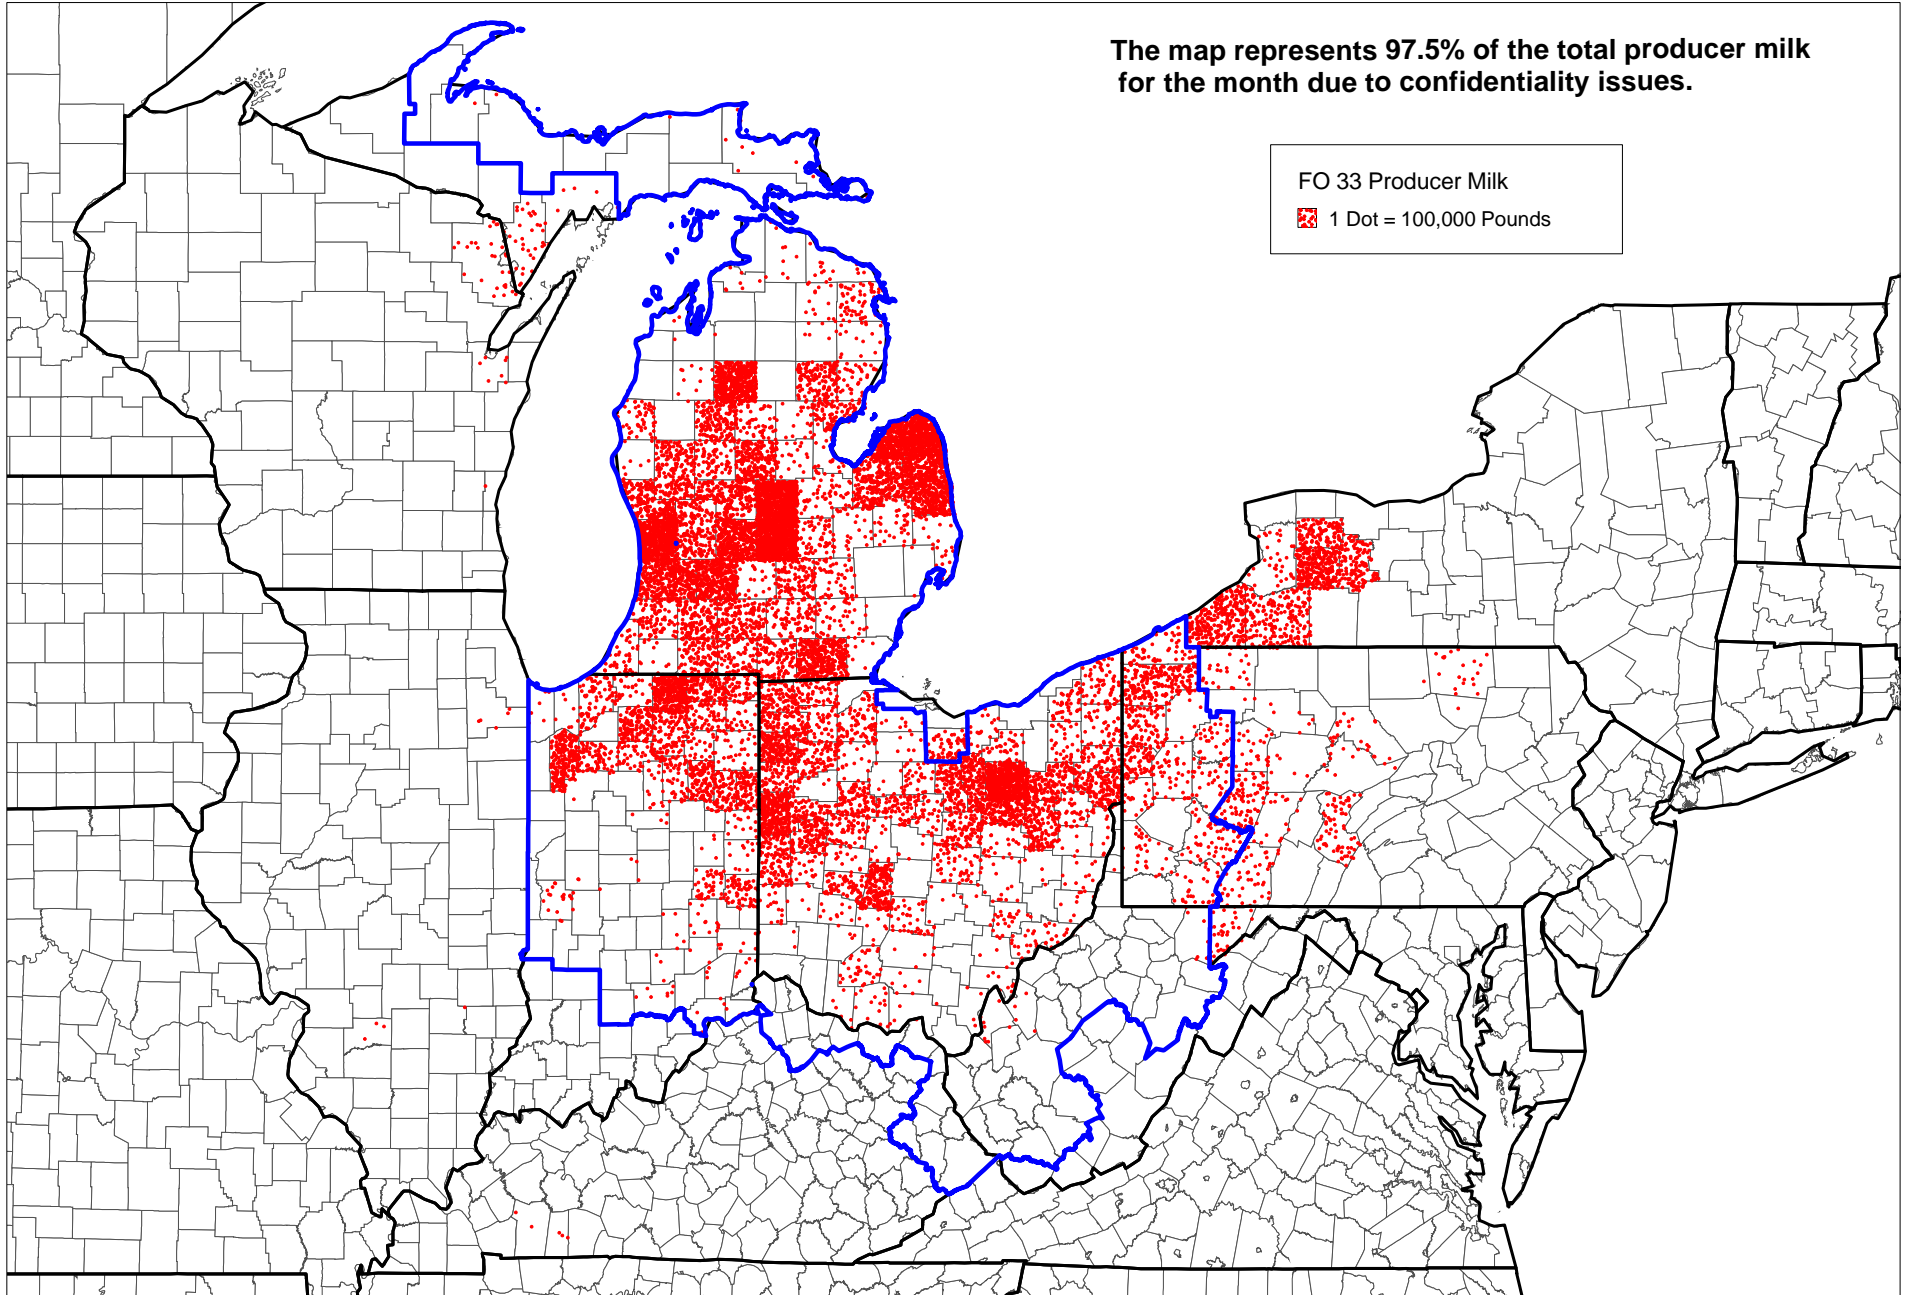 The map represents 97.5% of the total producer milk
for the month due to confidentiality issues.
FO 33 Producer Milk
1 Dot = 100,000 Pounds